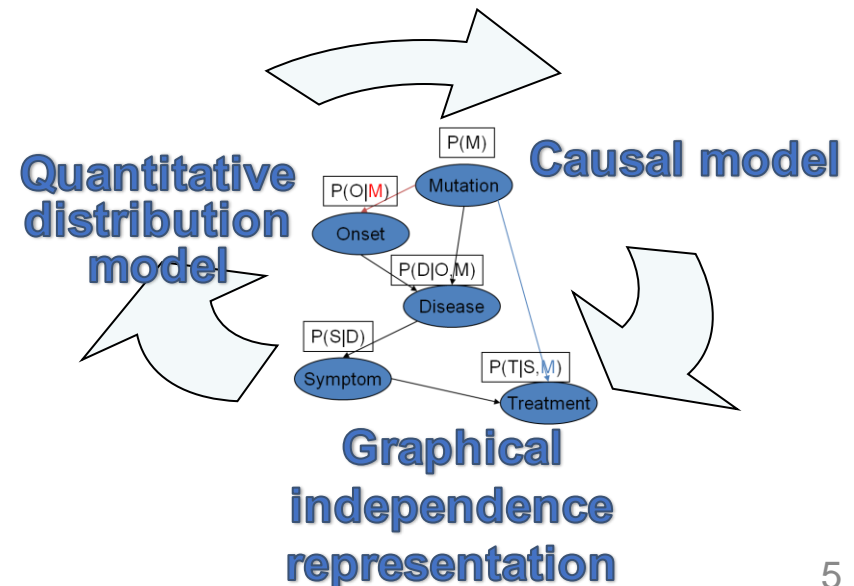 P(M)
Causal model
Quantitative
distribution
model
P(O|M)
Mutation
Onset
P(D|O,M)
Disease
P(S|D)
Symptom
P(T|S,M)
Treatment
Graphical
independence
representation
5